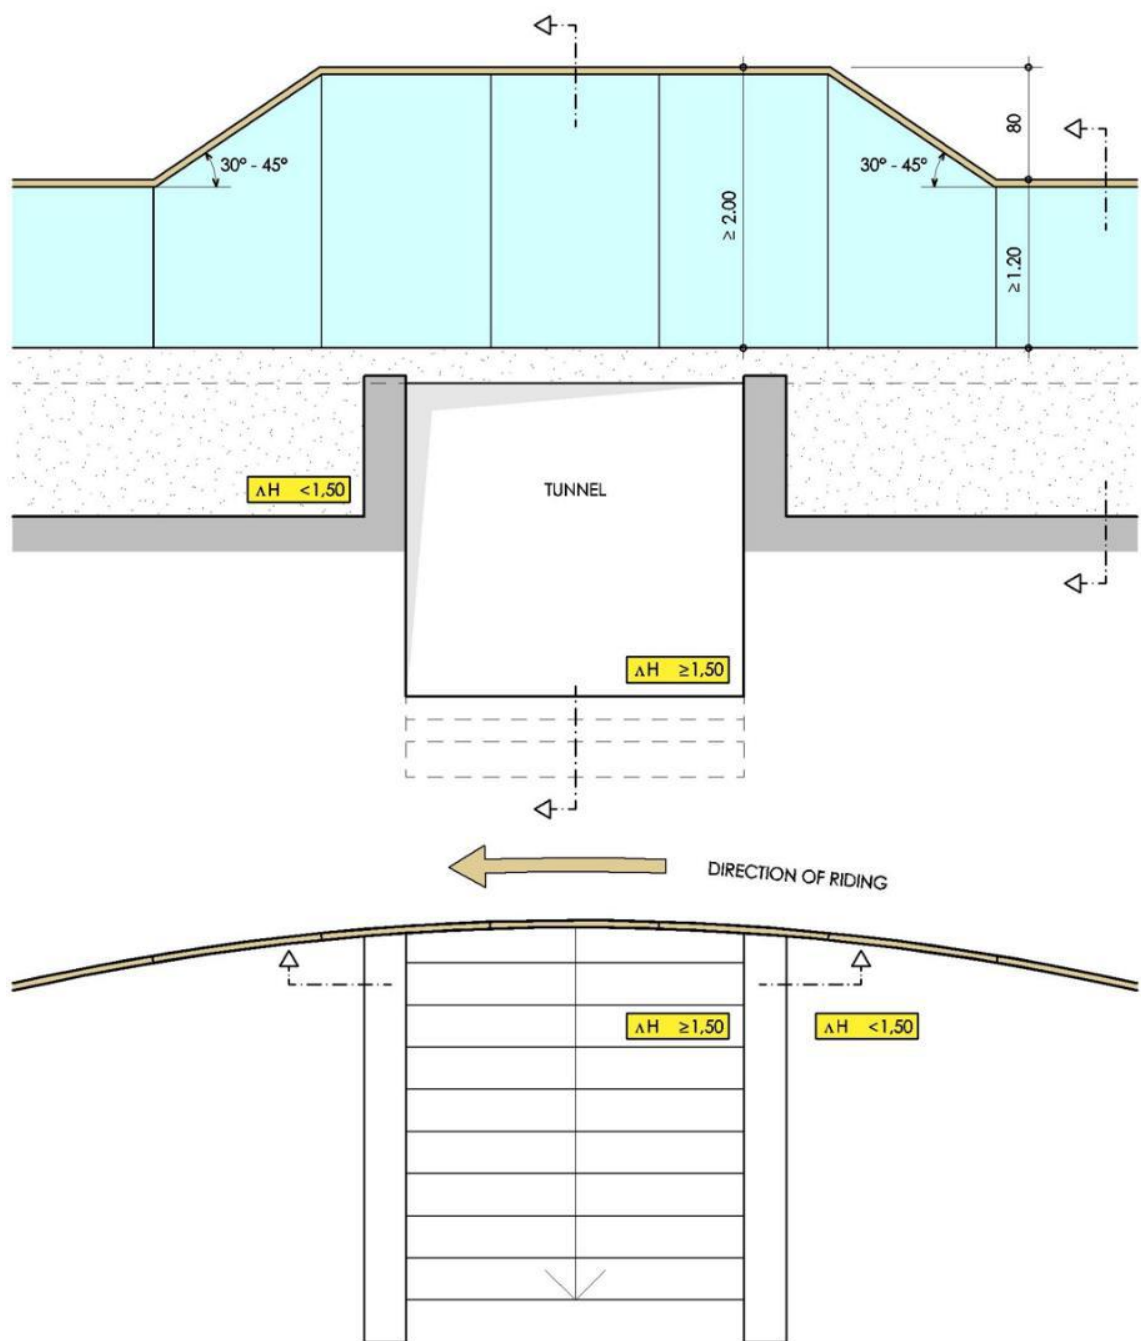 80
30° - 45°
30° - 45°
≥ 2.00
≥1.20
ΔH <1,50
TUNNEL
ΔH ≥1,50
DIRECTION OF RIDING
ΔH ≥1,50
ΔH <1,50